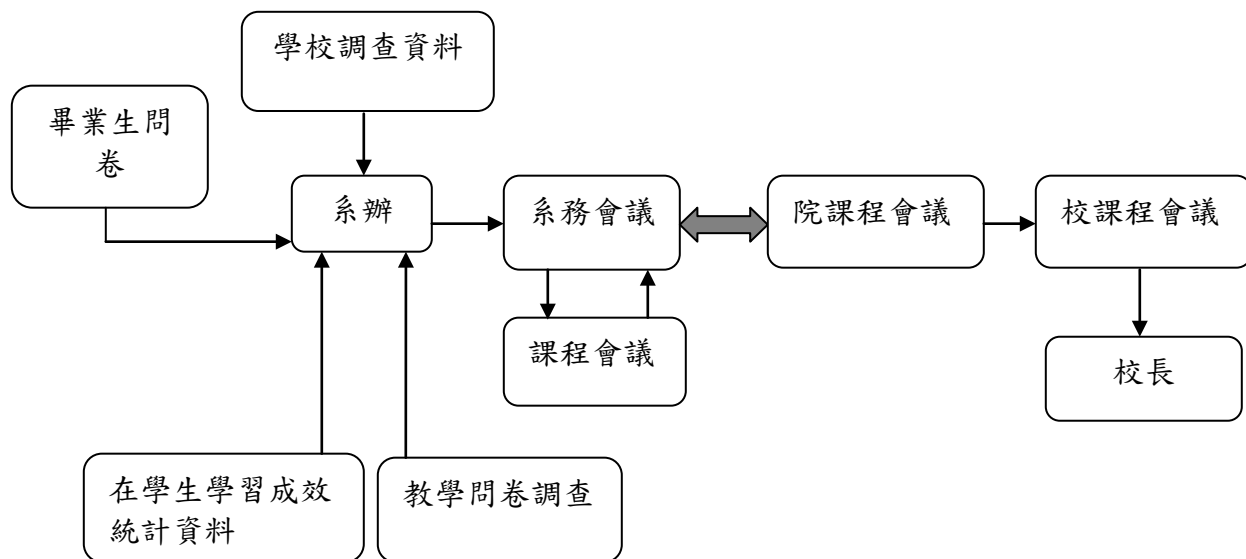 學校調查資料
畢業生問
卷
系辦
系務會議
院課程會議
校課程會議
課程會議
校長
在學生學習成效
統計資料
教學問卷調查